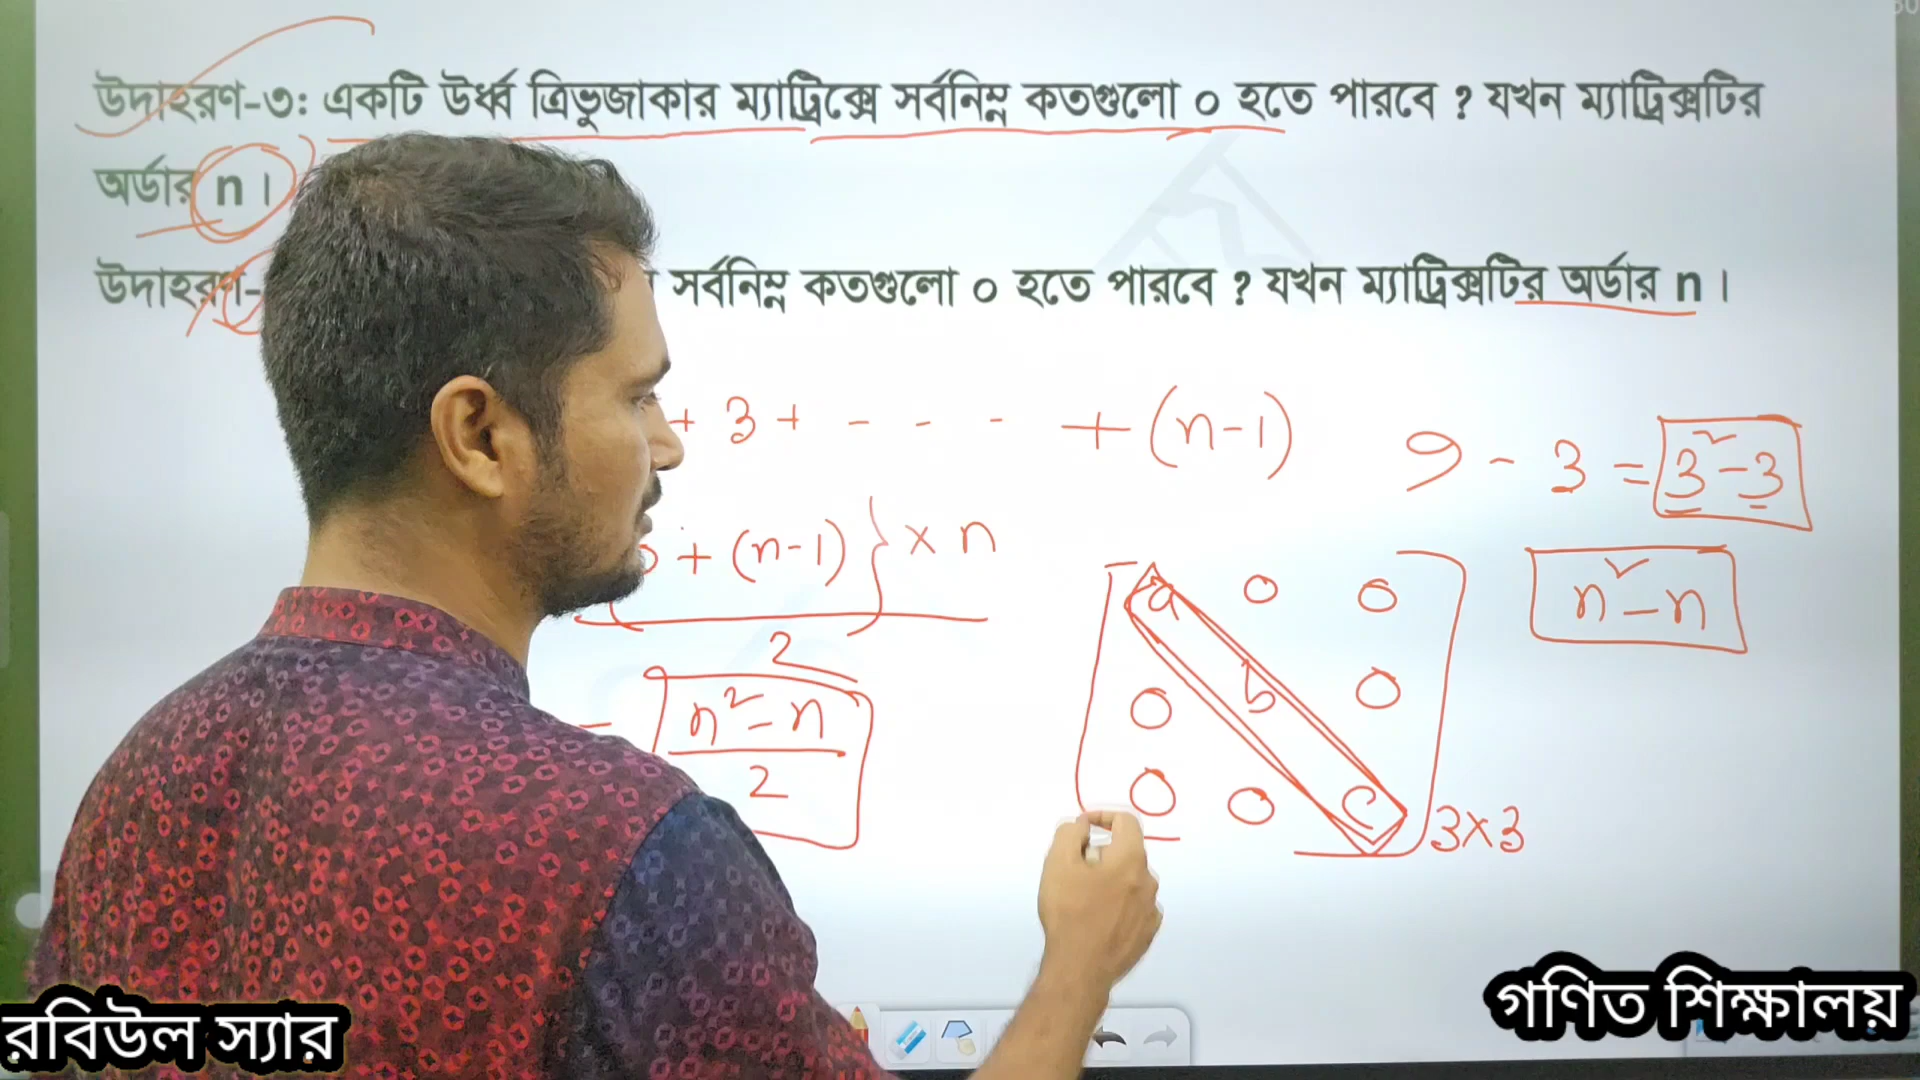 উদাহরণ-৩: একটি উর্ধ্ব ত্রিভুজাকার ম্যাট্রিক্সে সর্বনিম্ন কতগুলো ০ হতে পারবে ? যখন ম্যাট্রিক্সটির
অর্ডার n ।
উদাহরণ- সর্বনিম্ন কতগুলো ০ হতে পারবে ? যখন ম্যাট্রিক্সটির অর্ডার n ।
+ 3 + - - - + (n-1)
9 - 3 = 3² - 3
+ (n-1) } × n
2
n² - n
a 0 0
0 b 0
0 0 c
3×3
= n² - n
2
রবিউল স্যার
গণিত শিক্ষালয়